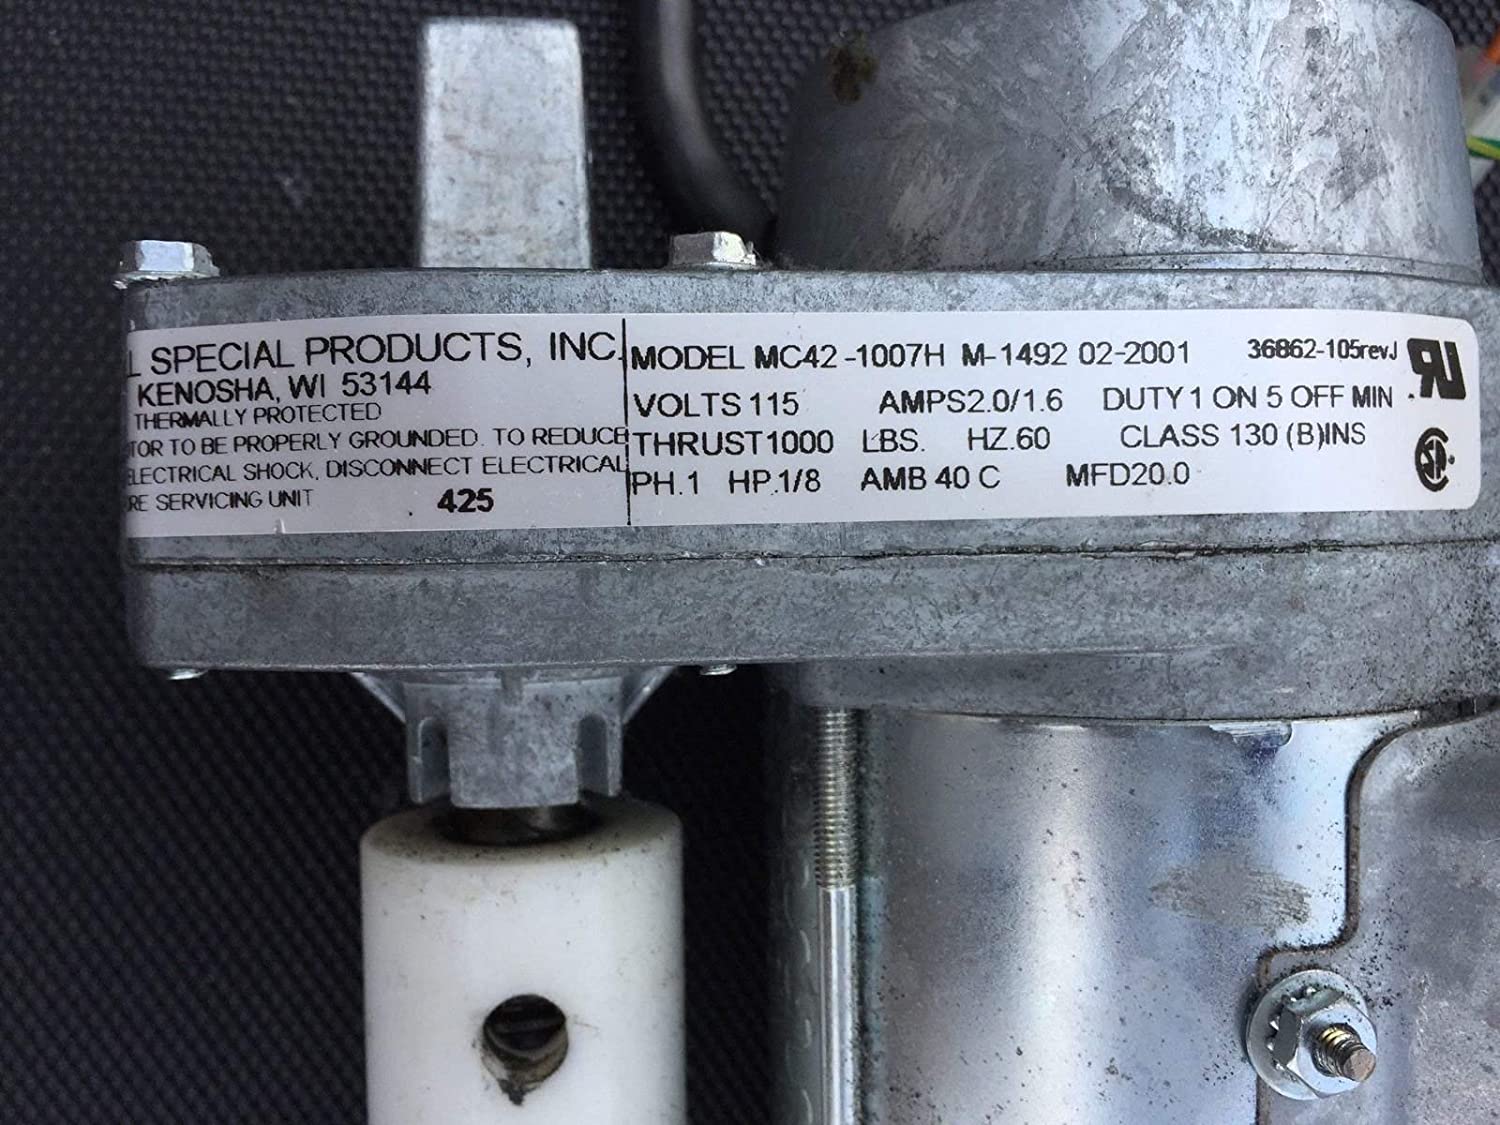 L SPECIAL PRODUCTS, INC.
KENOSHA, WI 53144
THERMALLY PROTECTED
TOR TO BE PROPERLY GROUNDED. TO REDUCE
ELECTRICAL SHOCK, DISCONNECT ELECTRICAL
RE SERVICING UNIT
425
MODEL MC42-1007H M-1492 02-2001 36862-105revJ
VOLTS 115 AMPS2.0/1.6 DUTY 1 ON 5 OFF MIN
THRUST1000 LBS. HZ.60 CLASS 130 (B)INS
PH.1 HP.1/8 AMB 40 C MFD20.0